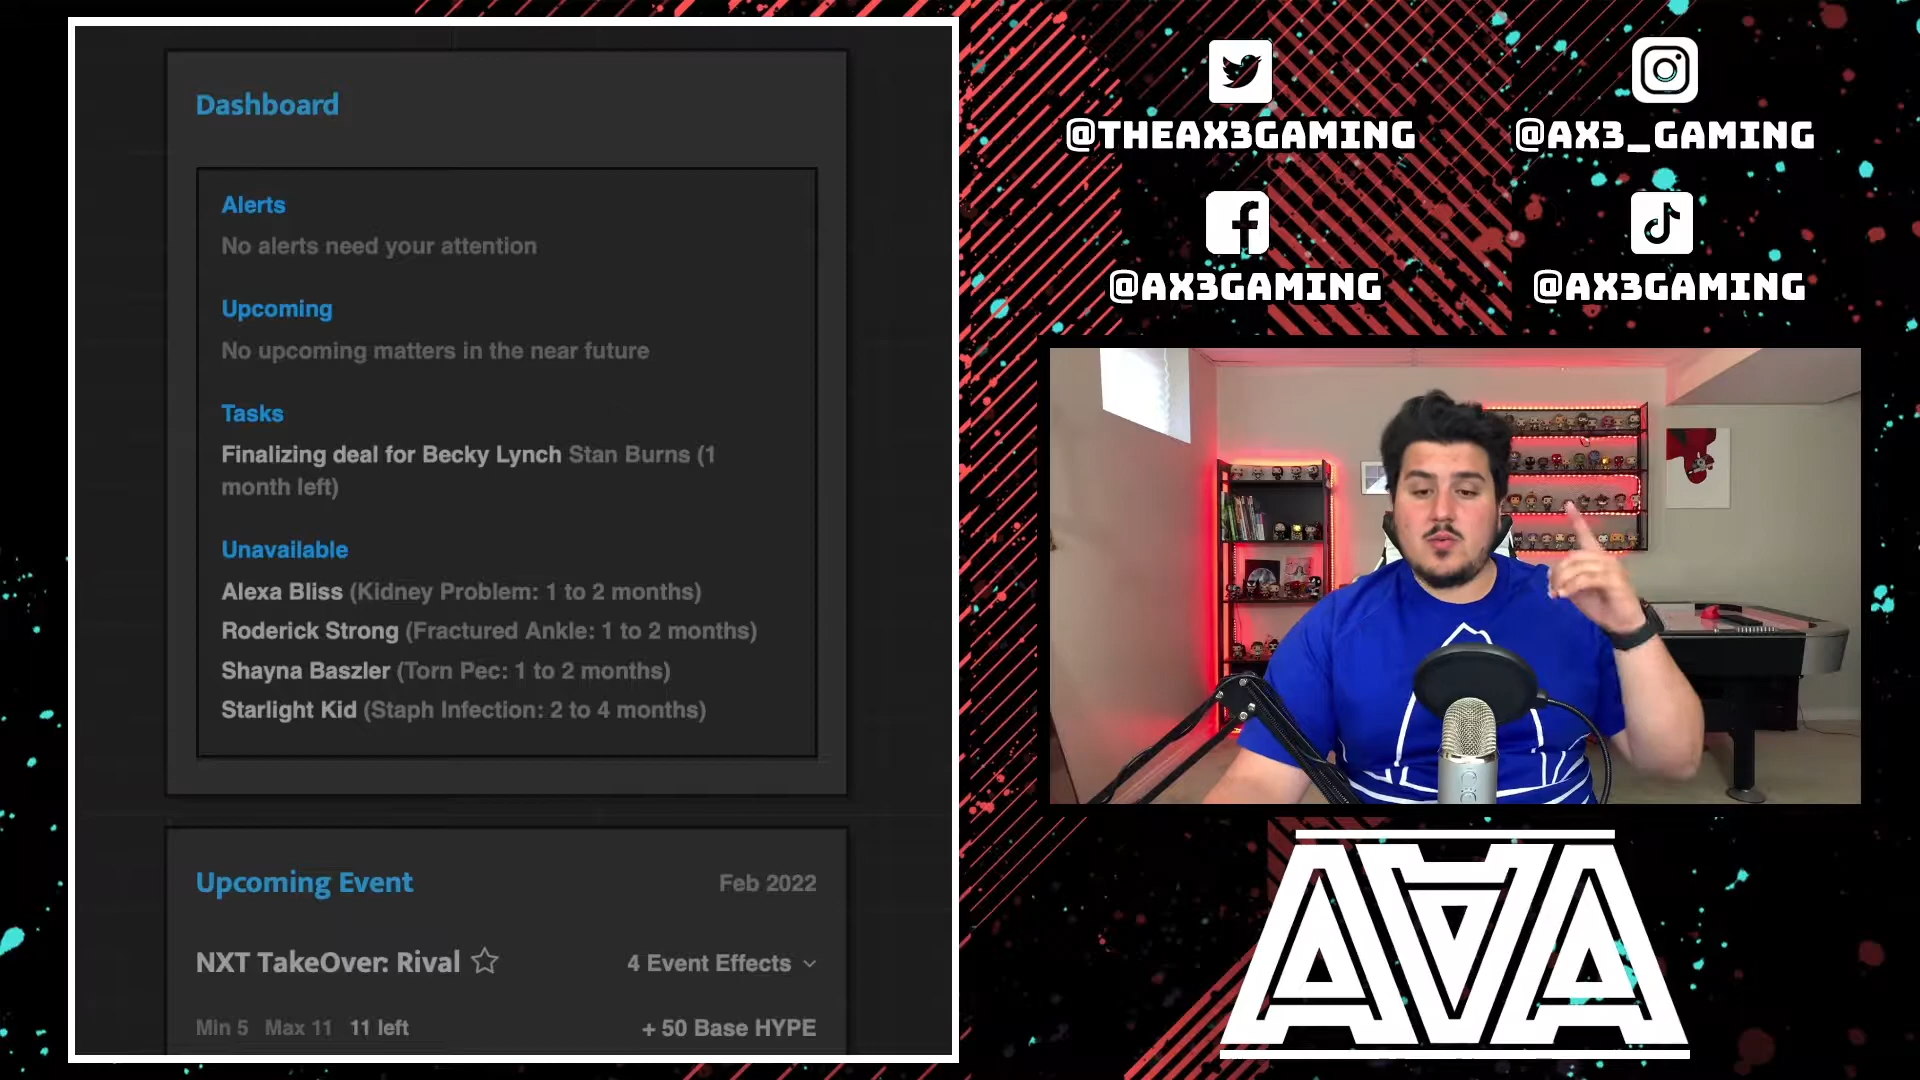 Dashboard
Alerts
No alerts need your attention
Upcoming
No upcoming matters in the near future
Tasks
Finalizing deal for Becky Lynch Stan Burns (1
month left)
Unavailable
Alexa Bliss (Kidney Problem: 1 to 2 months)
Roderick Strong (Fractured Ankle: 1 to 2 months)
Shayna Baszler (Torn Pec: 1 to 2 months)
Starlight Kid (Staph Infection: 2 to 4 months)
Upcoming Event Feb 2022
NXT TakeOver: Rival 4 Event Effects
Min 5 Max 11 11 left + 50 Base HYPE
@THEAX3GAMING
@AX3_GAMING
@AX3GAMING
@AX3GAMING